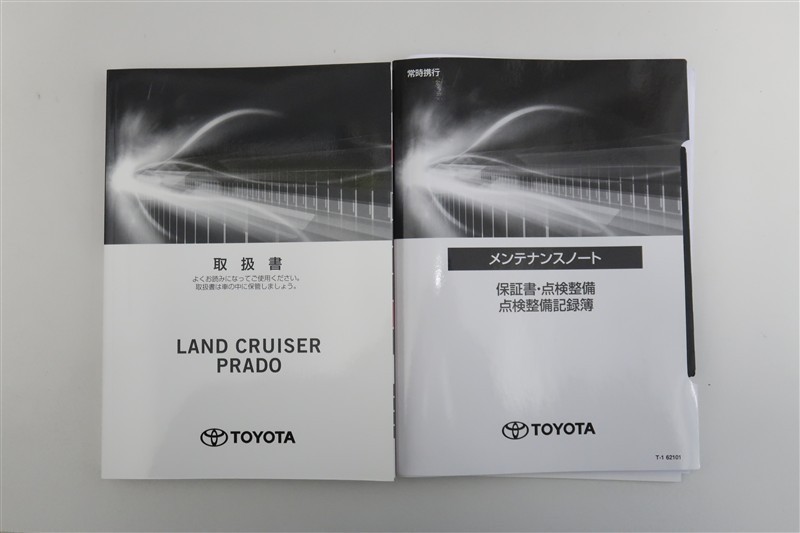 取扱書
よくお読みになってご使用ください。
取扱書は車の中に保管しましょう。
LAND CRUISER
PRADO
TOYOTA
常時携行
メンテナンスノート
保証書・点検整備
点検整備記録簿
TOYOTA
T-1 62101